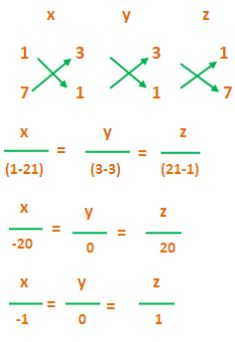 x y z
1 3 3 1
7 1 1 7
x/(1-21) = y/(3-3) = z/(21-1)
x/-20 = y/0 = z/20
x/-1 = y/0 = z/1